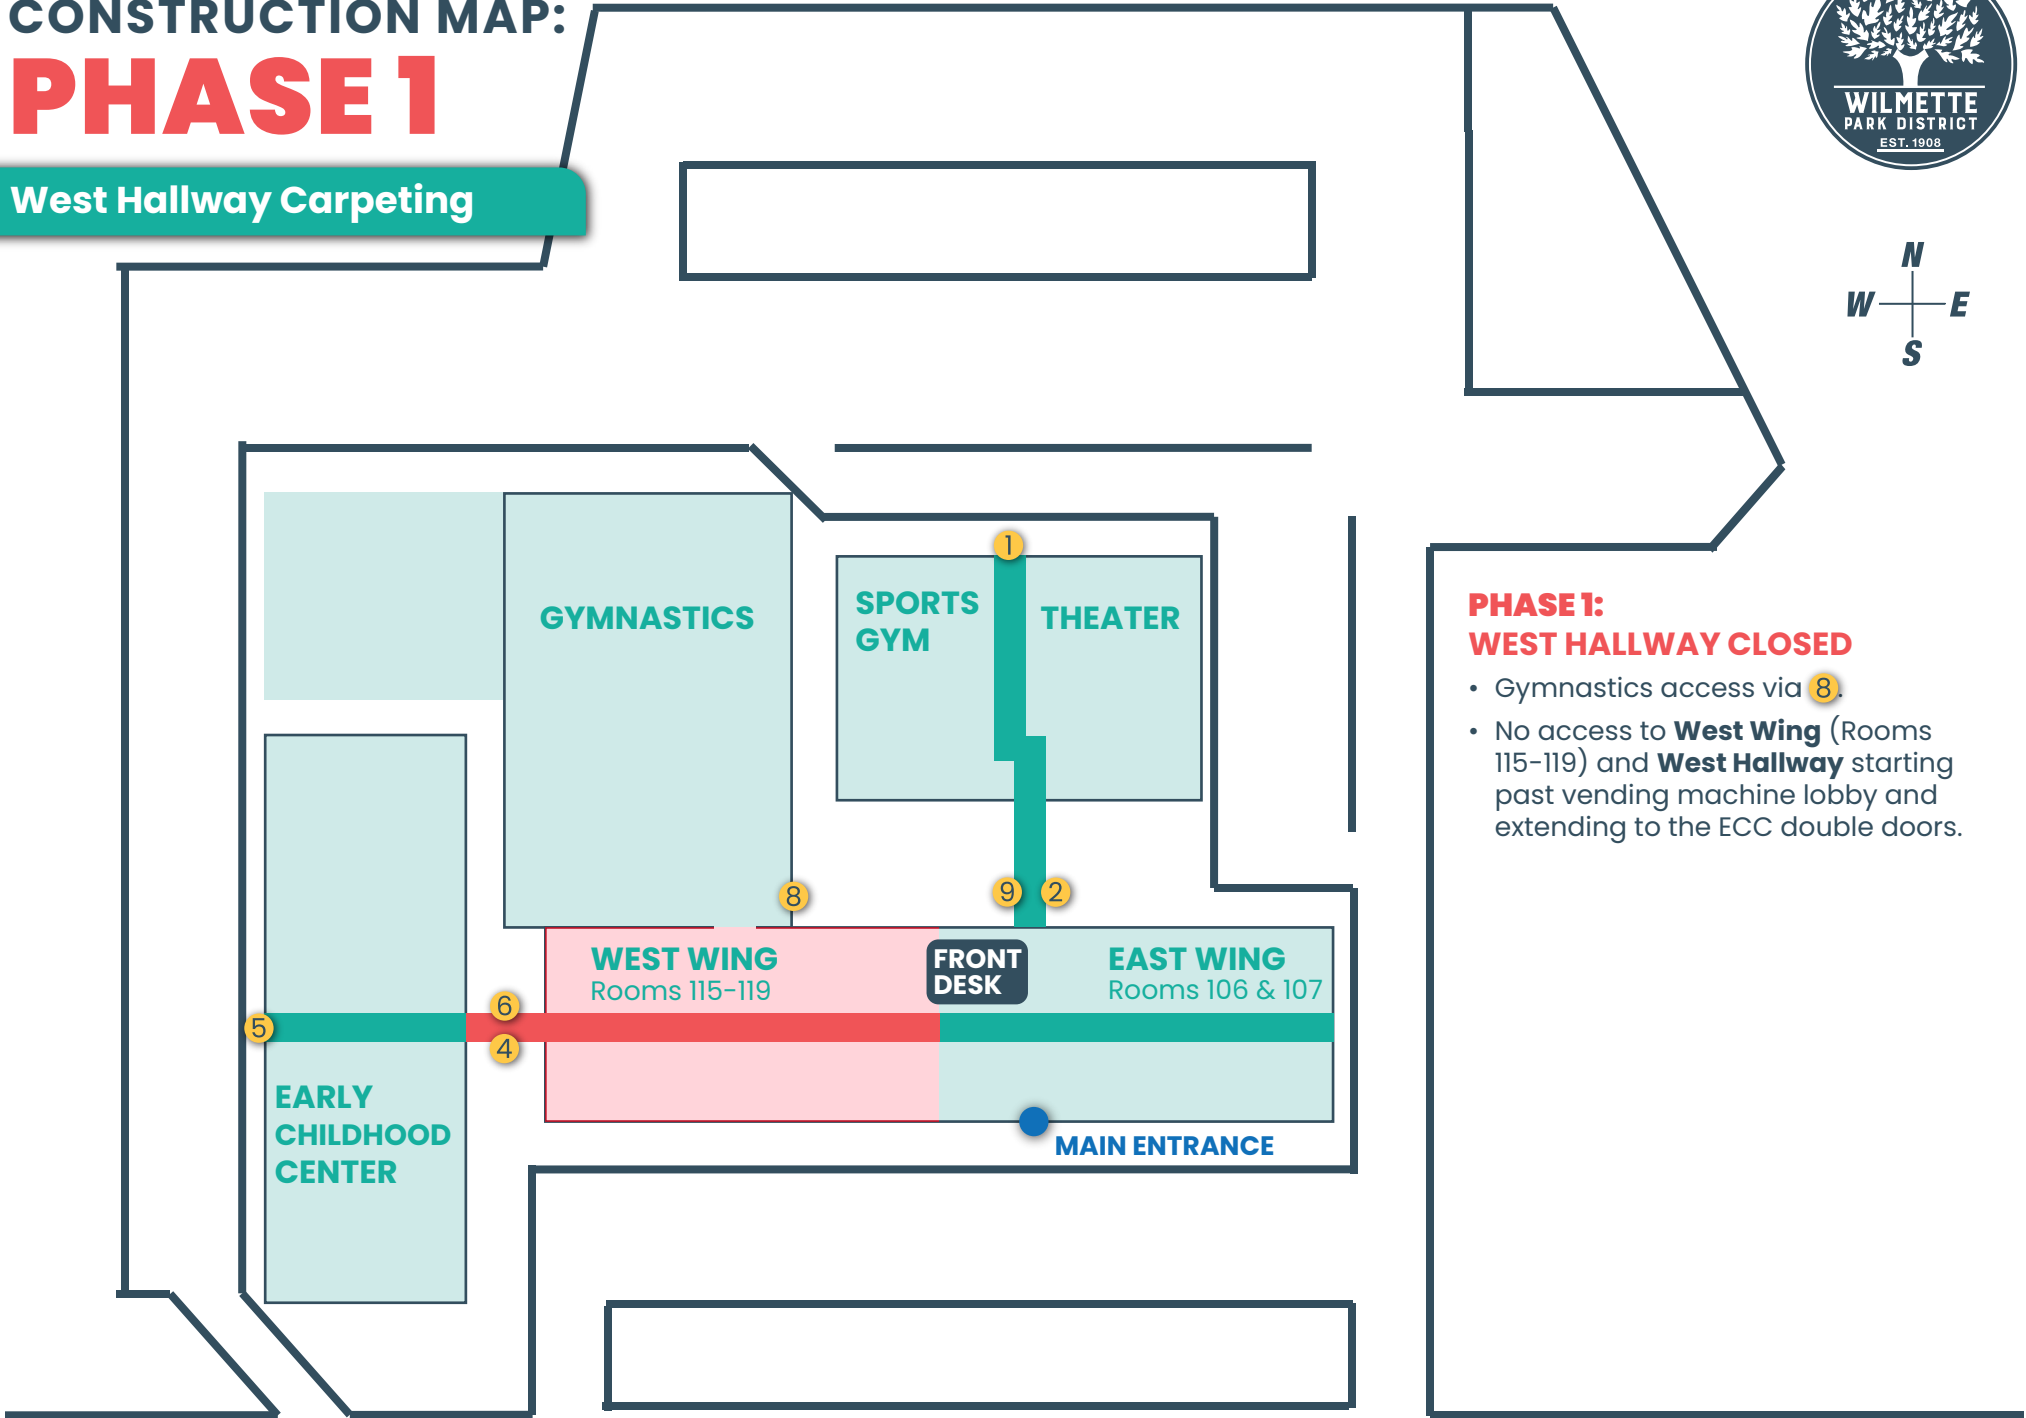 CONSTRUCTION MAP:
PHASE 1
West Hallway Carpeting
WILMETTE
PARK DISTRICT
EST. 1908
N
W E
S
1
GYMNASTICS
SPORTS
GYM
THEATER
8
9
2
WEST WING
Rooms 115-119
FRONT
DESK
EAST WING
Rooms 106 & 107
6
5
4
EARLY
CHILDHOOD
CENTER
MAIN ENTRANCE
PHASE 1:
WEST HALLWAY CLOSED
• Gymnastics access via 8.
• No access to West Wing (Rooms
115-119) and West Hallway starting
past vending machine lobby and
extending to the ECC double doors.